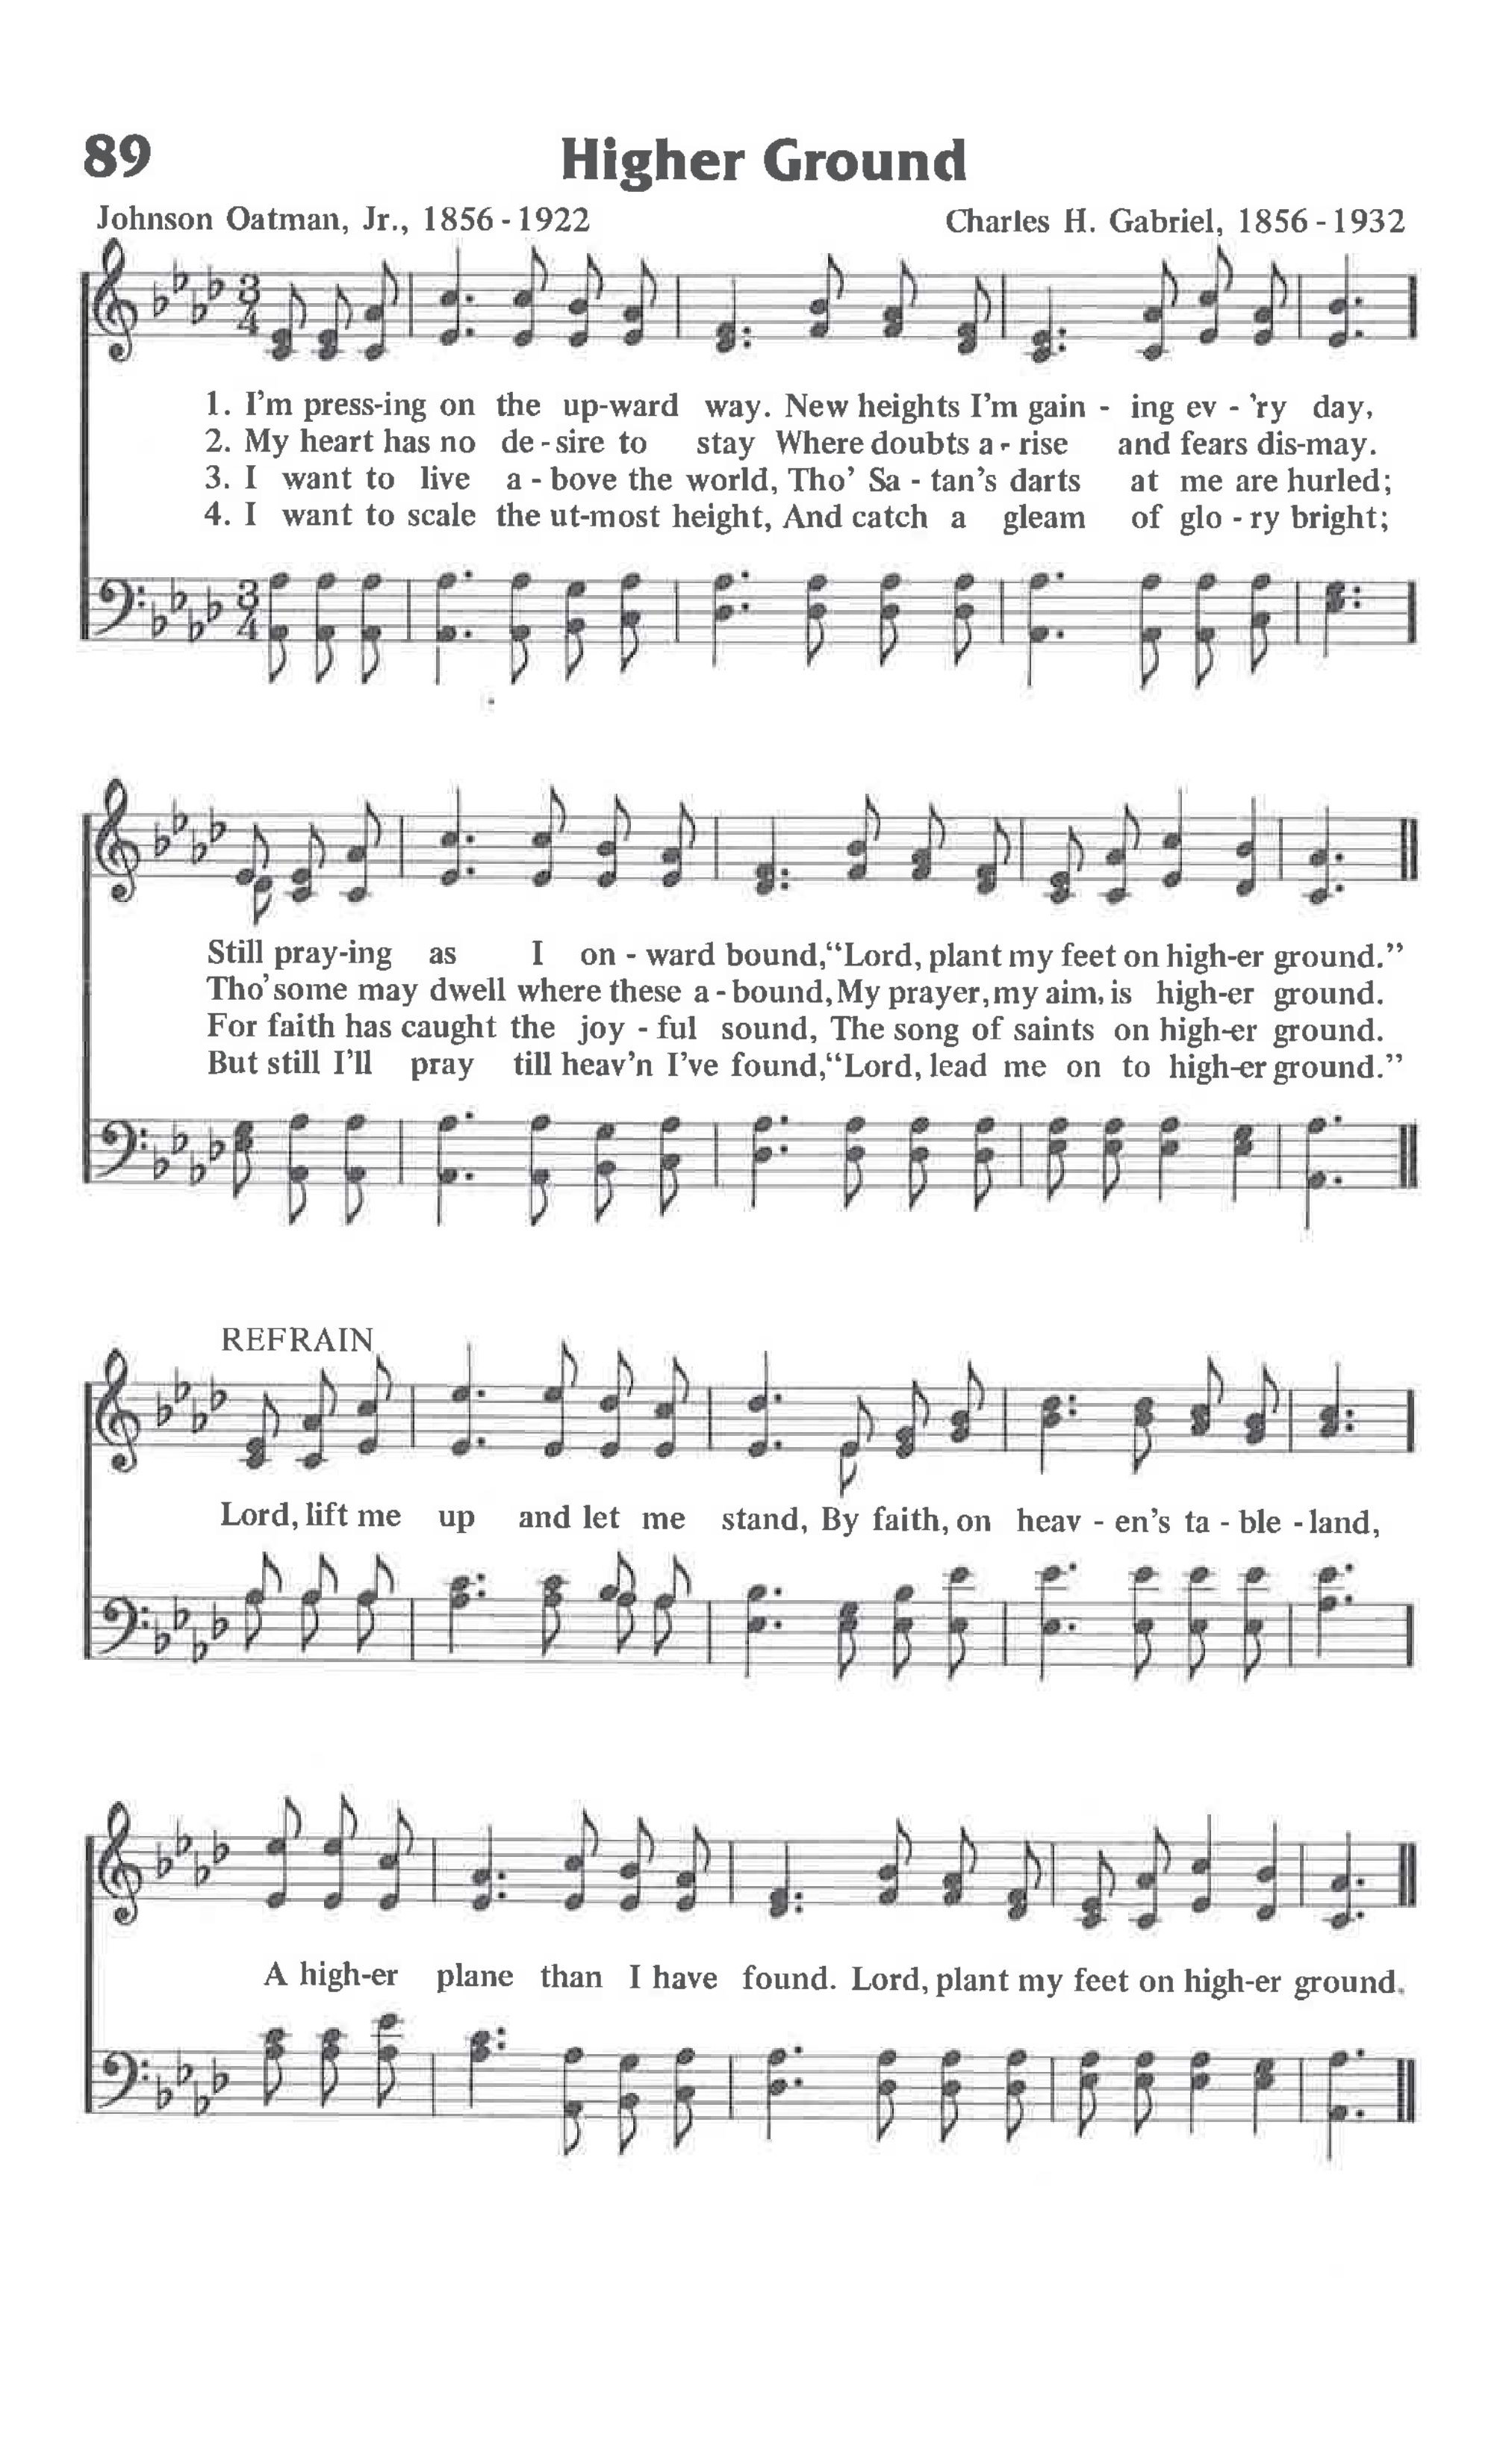 89
Higher Ground
Johnson Oatman, Jr., 1856 - 1922
Charles H. Gabriel, 1856 - 1932
3
4
1. I'm press-ing on the up-ward way. New heights I'm gain - ing ev - 'ry day,
2. My heart has no de - sire to stay Where doubts a - rise and fears dis-may.
3. I want to live a - bove the world, Tho' Sa - tan's darts at me are hurled;
4. I want to scale the ut-most height, And catch a gleam of glo - ry bright;
3
4
Still pray-ing as I on - ward bound, “Lord, plant my feet on high-er ground.”
Tho' some may dwell where these a - bound, My prayer, my aim, is high-er ground.
For faith has caught the joy - ful sound, The song of saints on high-er ground.
But still I'll pray till heav'n I've found, “Lord, lead me on to high-er ground.”
REFRAIN
Lord, lift me up and let me stand, By faith, on heav - en's ta - ble - land,
A high-er plane than I have found. Lord, plant my feet on high-er ground.